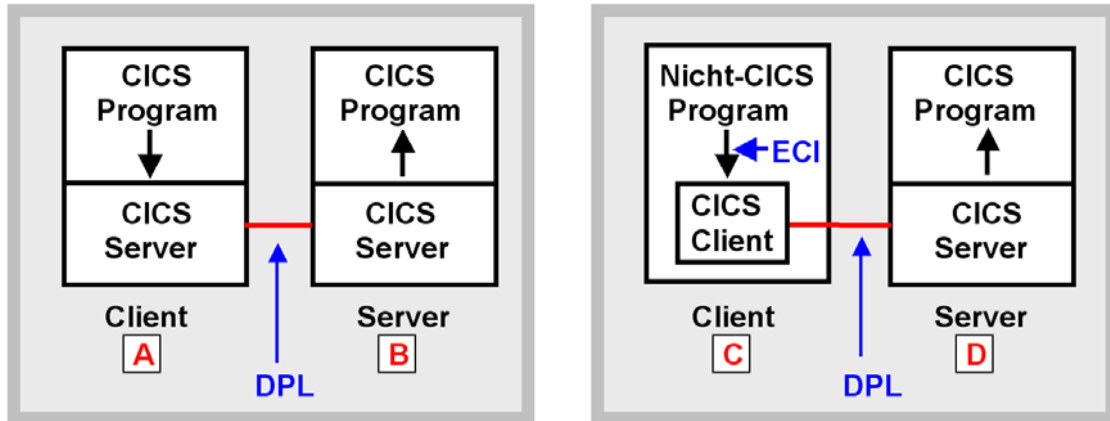 CICS
Program
CICS
Server
Client
A
CICS
Program
CICS
Server
Server
B
DPL
Nicht-CICS
Program
ECI
CICS
Client
Client
C
CICS
Program
CICS
Server
Server
D
DPL